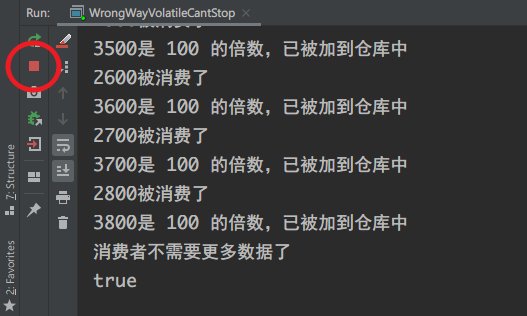 Run:
WrongWayVolatileCantStop
3500是 100 的倍数，已被加到仓库中
2600被消费了
3600是 100 的倍数，已被加到仓库中
2700被消费了
3700是 100 的倍数，已被加到仓库中
2800被消费了
3800是 100 的倍数，已被加到仓库中
消费者不需要更多数据了
true
7: Structure
2: Favorites